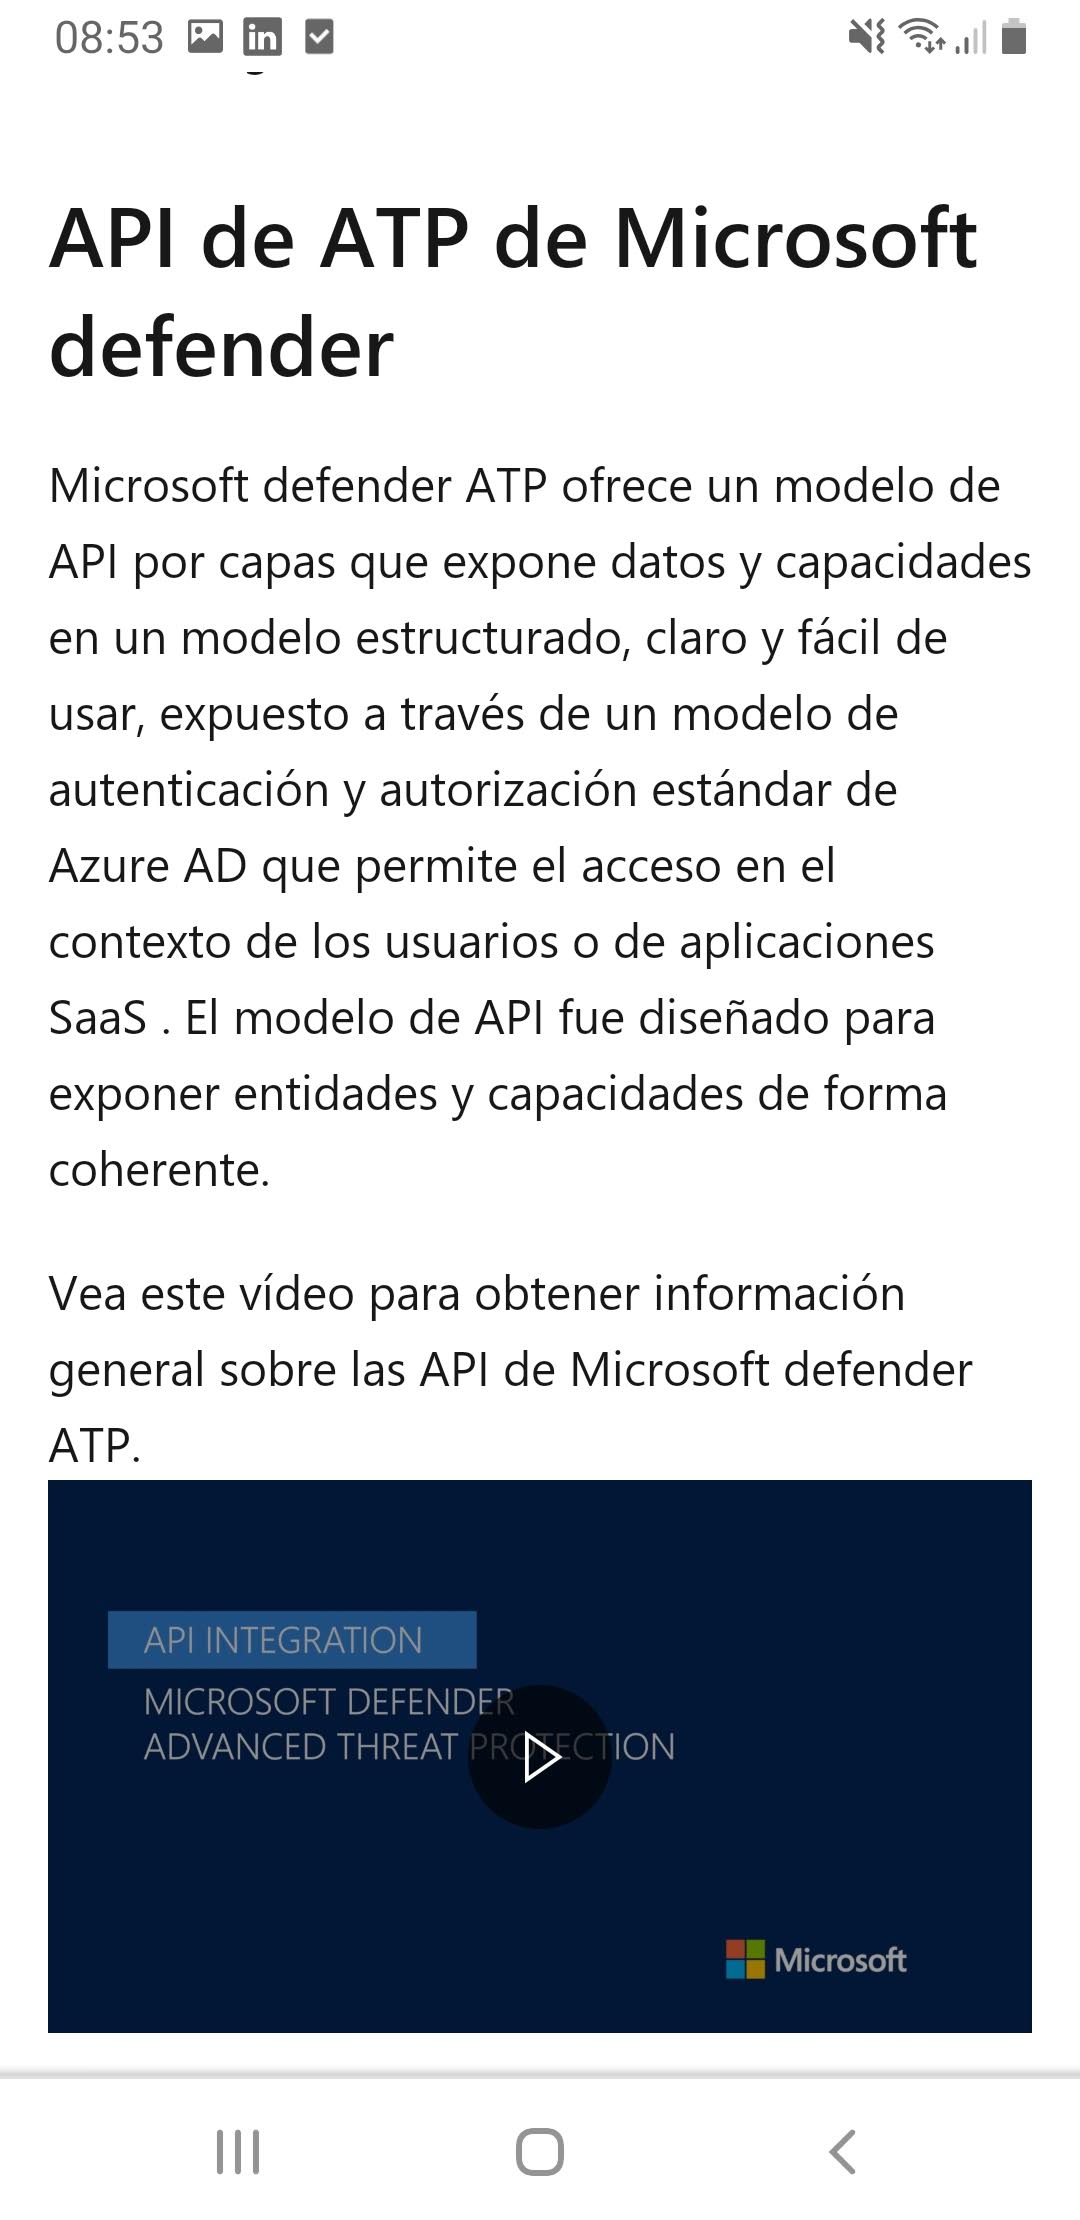 08:53
API de ATP de Microsoft
defender
Microsoft defender ATP ofrece un modelo de
API por capas que expone datos y capacidades
en un modelo estructurado, claro y fácil de
usar, expuesto a través de un modelo de
autenticación y autorización estándar de
Azure AD que permite el acceso en el
contexto de los usuarios o de aplicaciones
SaaS . El modelo de API fue diseñado para
exponer entidades y capacidades de forma
coherente.
Vea este vídeo para obtener información
general sobre las API de Microsoft defender
ATP.
API INTEGRATION
MICROSOFT DEFENDER
ADVANCED THREAT PROTECTION
Microsoft